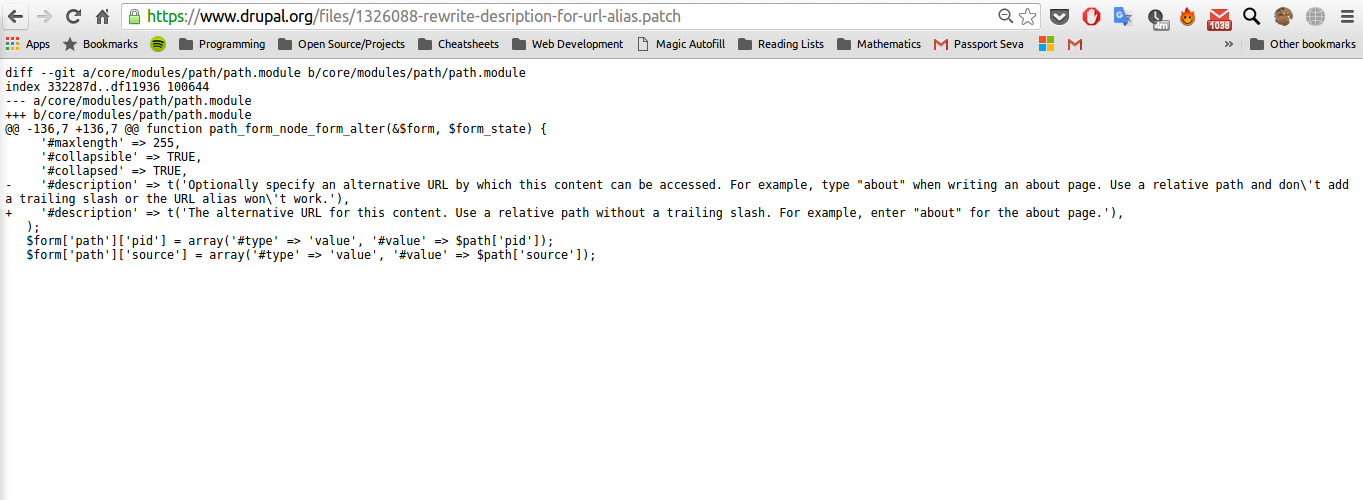 https://www.drupal.org/files/1326088-rewrite-desription-for-url-alias.patch
4m
1038
Apps Bookmarks Programming Open Source/Projects Cheatsheets Web Development Magic Autofill Reading Lists Mathematics Passport Seva » Other bookmarks
diff --git a/core/modules/path/path.module b/core/modules/path/path.module
index 332287d..df11936 100644
--- a/core/modules/path/path.module
+++ b/core/modules/path/path.module
@@ -136,7 +136,7 @@ function path_form_node_form_alter(&$form, $form_state) {
     '#maxlength' => 255,
     '#collapsible' => TRUE,
     '#collapsed' => TRUE,
-    '#description' => t('Optionally specify an alternative URL by which this content can be accessed. For example, type "about" when writing an about page. Use a relative path and don\'t add
a trailing slash or the URL alias won\'t work.'),
+    '#description' => t('The alternative URL for this content. Use a relative path without a trailing slash. For example, enter "about" for the about page.'),
   );
   $form['path']['pid'] = array('#type' => 'value', '#value' => $path['pid']);
   $form['path']['source'] = array('#type' => 'value', '#value' => $path['source']);